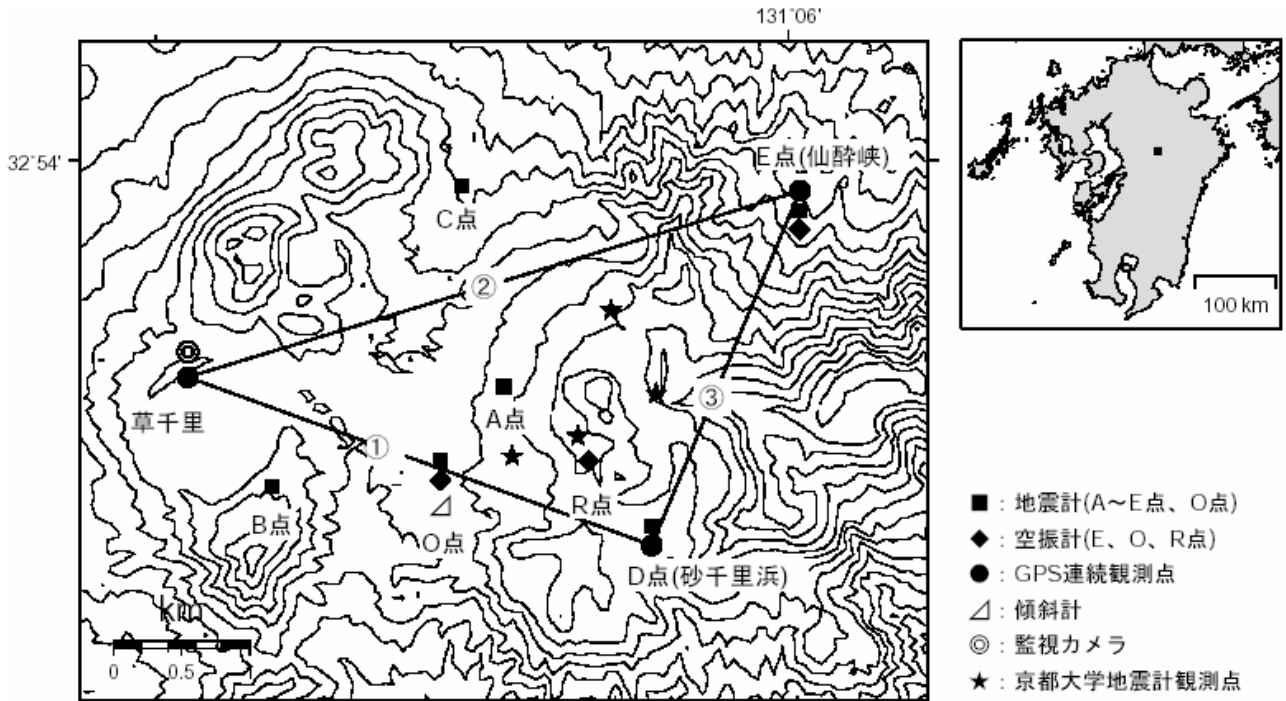 131°06'
32°54'
E点(仙酔峡)
C点
②
草千里
A点
③
①
B点
O点
R点
D点(砂千里浜)
km
0 0.5
100 km
■ : 地震計(A～E点、O点)
◆ : 空振計(E、O、R点)
● : GPS連続観測点
⊿ : 傾斜計
◎ : 監視カメラ
★ : 京都大学地震計観測点